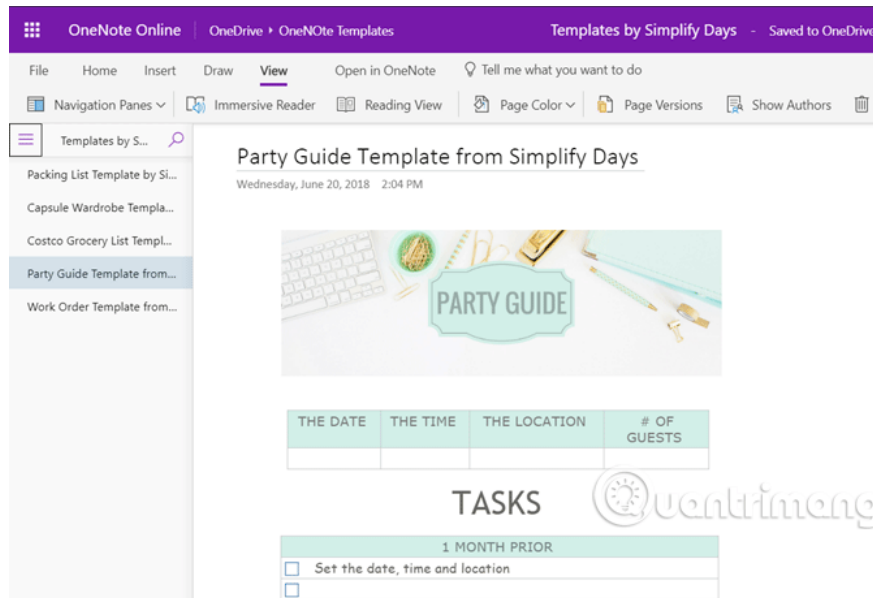 OneNote Online OneDrive › OneNOte Templates Templates by Simplify Days - Saved to OneDrive
File Home Insert Draw View Open in OneNote Tell me what you want to do
Navigation Panes Immersive Reader Reading View Page Color Page Versions Show Authors
Templates by S...
Packing List Template by Si...
Capsule Wardrobe Templa...
Costco Grocery List Templ...
Party Guide Template from...
Work Order Template from...
Party Guide Template from Simplify Days
Wednesday, June 20, 2018 2:04 PM
PARTY GUIDE
THE DATE THE TIME THE LOCATION # OF
GUESTS
TASKS
Quantrimang
1 MONTH PRIOR
Set the date, time and location